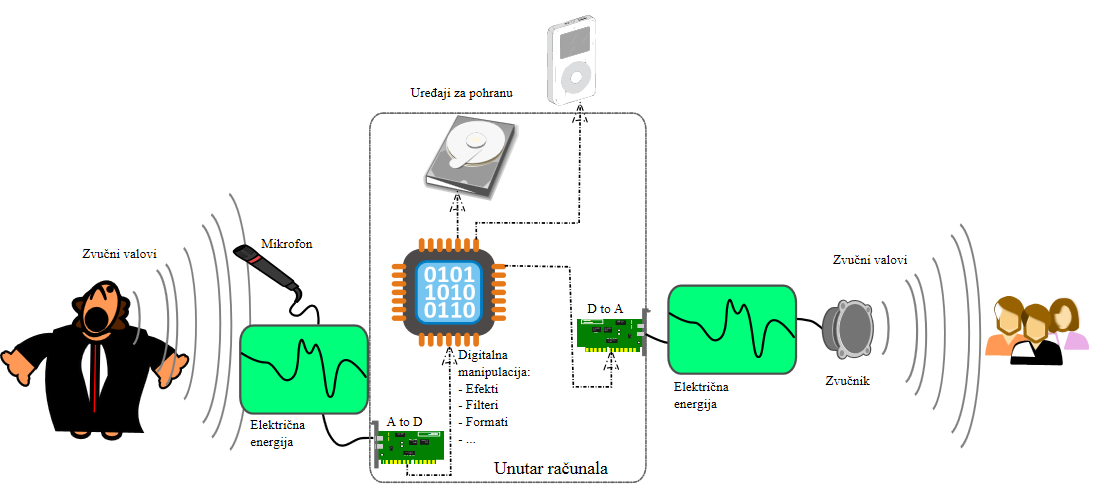 Uređaji za pohranu
Zvučni valovi
Mikrofon
Električna
energija
A to D
0101
1010
0110
Digitalna
manipulacija:
- Efekti
- Filteri
- Formati
- ...
Unutar računala
D to A
Električna
energija
Zvučni valovi
Zvučnik